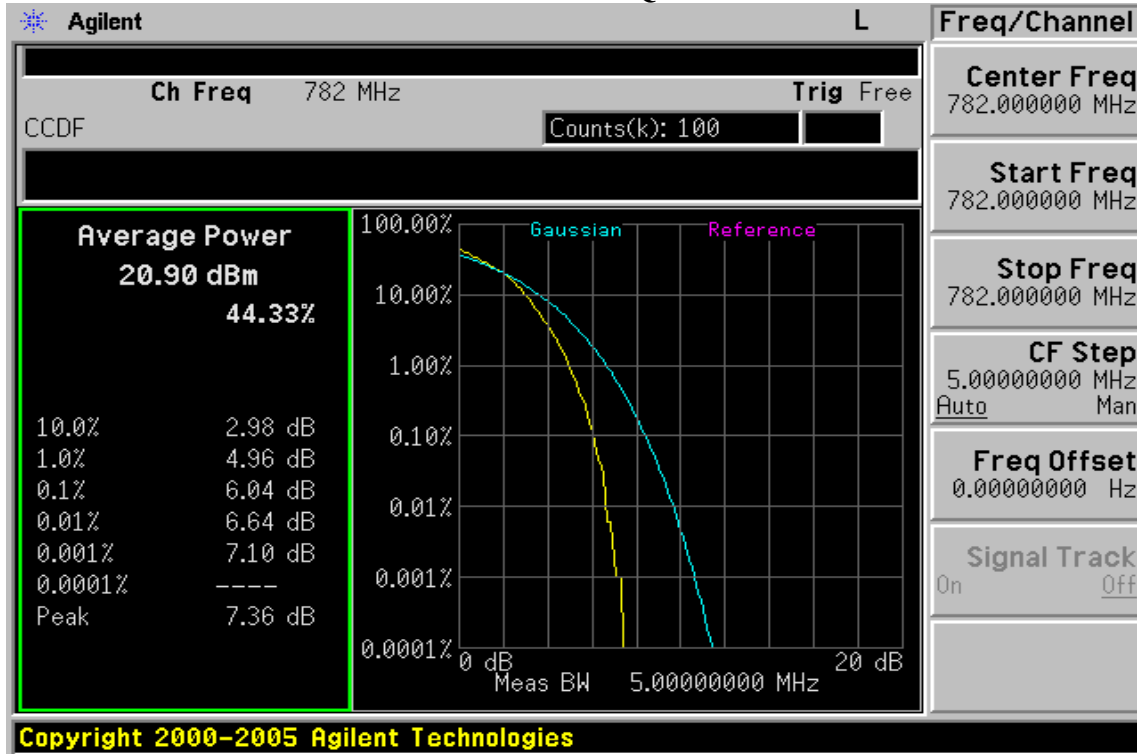 Agilent L
Ch Freq 782 MHz Trig Free
CCDF Counts(k): 100
Average Power
20.90 dBm
44.33%
10.0% 2.98 dB
1.0% 4.96 dB
0.1% 6.04 dB
0.01% 6.64 dB
0.001% 7.10 dB
0.0001% ----
Peak 7.36 dB
Gaussian Reference
100.00%
10.00%
1.00%
0.10%
0.01%
0.001%
0.0001%
0 dB 20 dB
Meas BW 5.00000000 MHz
Freq/Channel
Center Freq
782.000000 MHz
Start Freq
782.000000 MHz
Stop Freq
782.000000 MHz
CF Step
5.00000000 MHz
Auto Man
Freq Offset
0.00000000 Hz
Signal Track
On Off
Copyright 2000-2005 Agilent Technologies